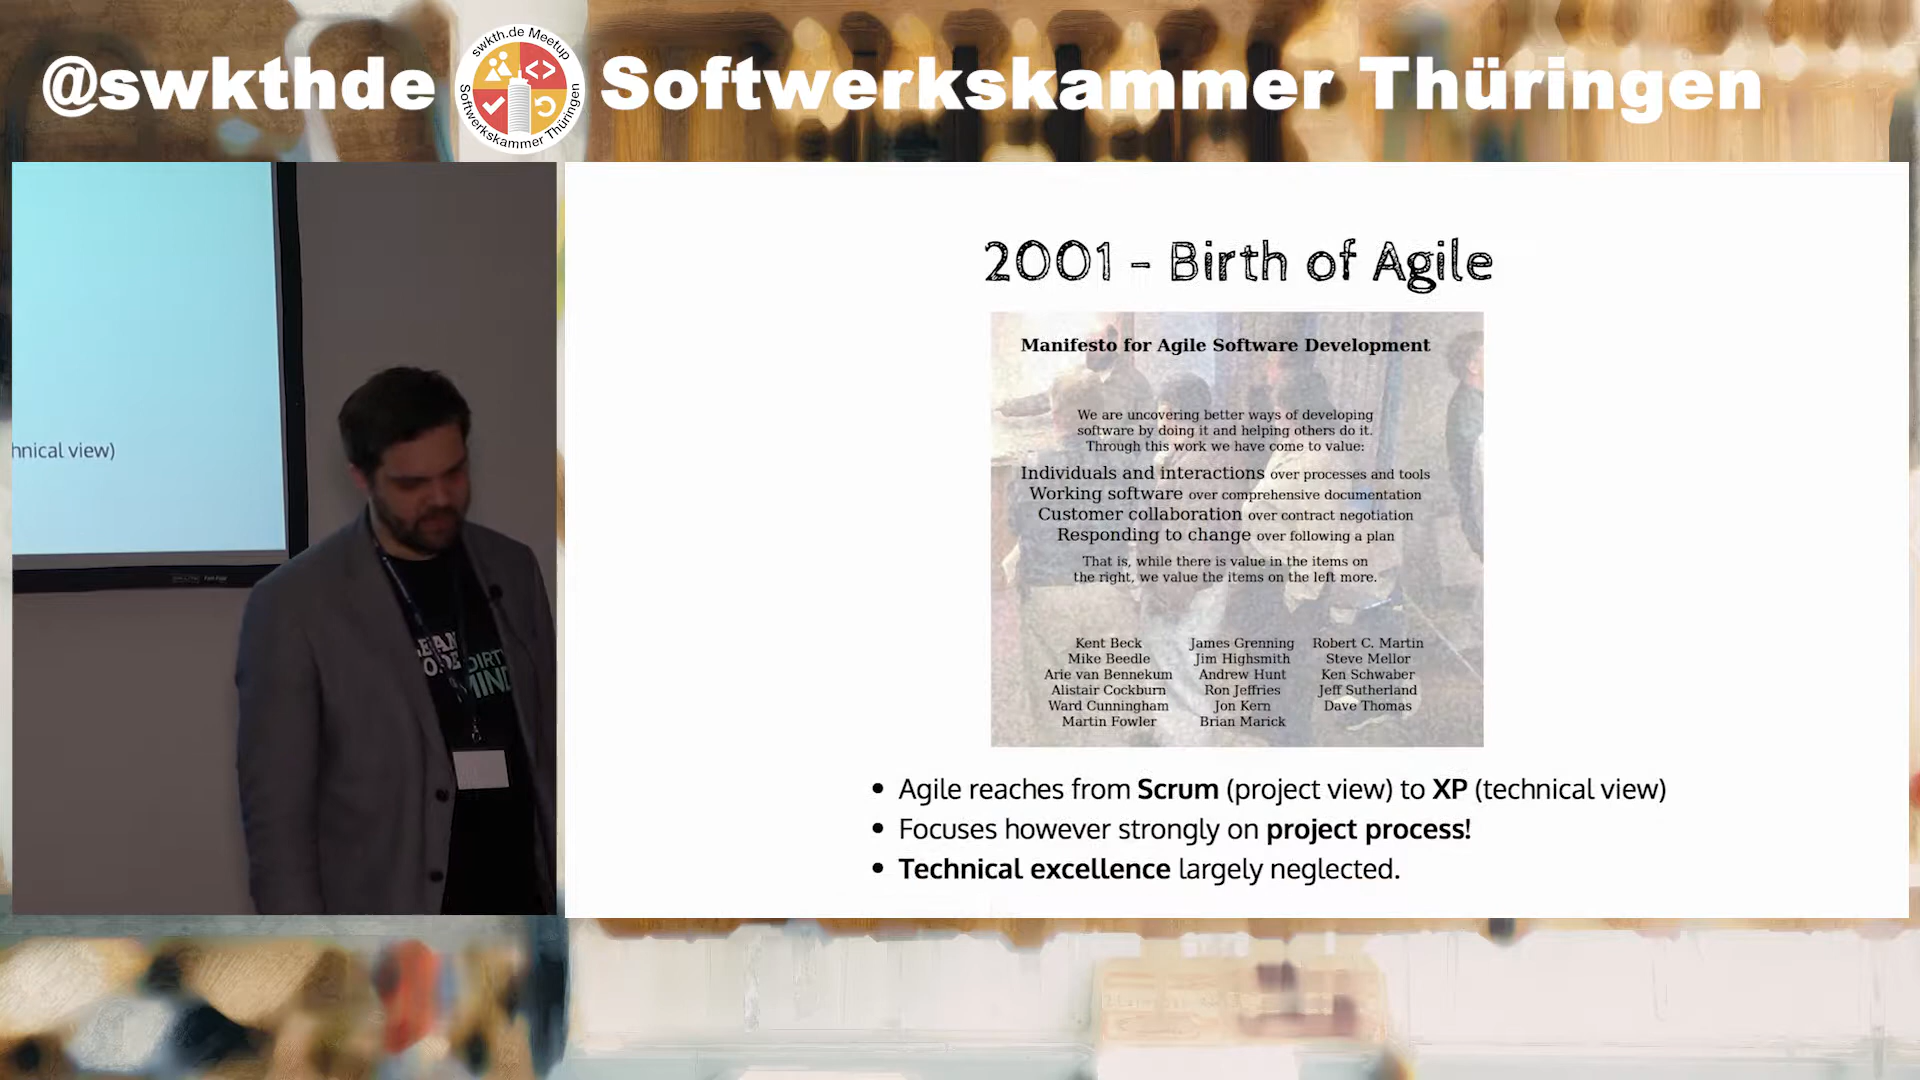 @swkthde
swkth.de Meetup
Softwerkskammer Thüringen
Softwerkskammer Thüringen
hnical view)
EAN
ODE
DIRT
MIND
2001 - Birth of Agile
Manifesto for Agile Software Development
We are uncovering better ways of developing
software by doing it and helping others do it.
Through this work we have come to value:
Individuals and interactions over processes and tools
Working software over comprehensive documentation
Customer collaboration over contract negotiation
Responding to change over following a plan
That is, while there is value in the items on
the right, we value the items on the left more.
Kent Beck
Mike Beedle
Arie van Bennekum
Alistair Cockburn
Ward Cunningham
Martin Fowler
James Grenning
Jim Highsmith
Andrew Hunt
Ron Jeffries
Jon Kern
Brian Marick
Robert C. Martin
Steve Mellor
Ken Schwaber
Jeff Sutherland
Dave Thomas
• Agile reaches from Scrum (project view) to XP (technical view)
• Focuses however strongly on project process!
• Technical excellence largely neglected.